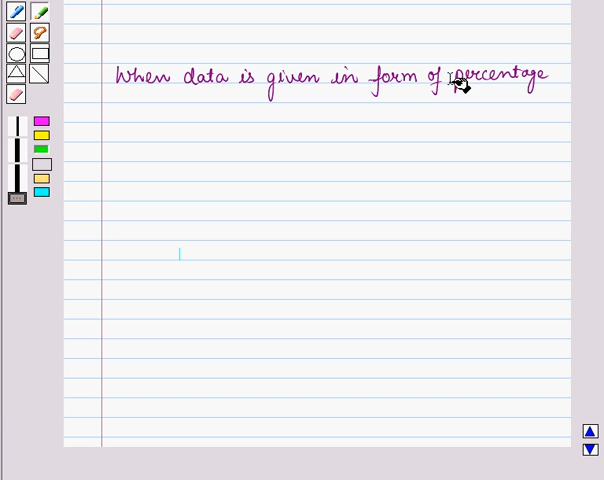 When data is given in form of percentage